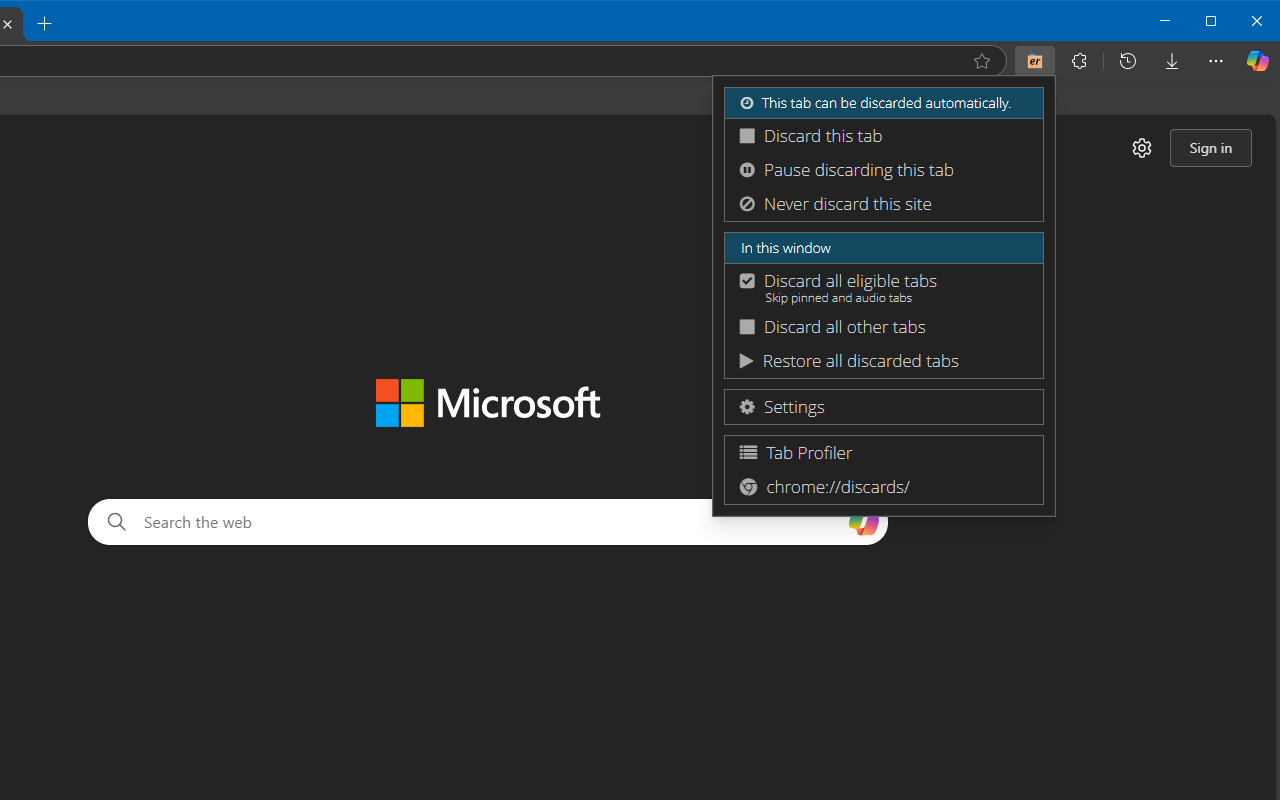 er
This tab can be discarded automatically.
Discard this tab
Pause discarding this tab
Never discard this site
Sign in
In this window
Discard all eligible tabs
Skip pinned and audio tabs
Discard all other tabs
Restore all discarded tabs
Microsoft
Settings
Tab Profiler
chrome://discards/
Search the web